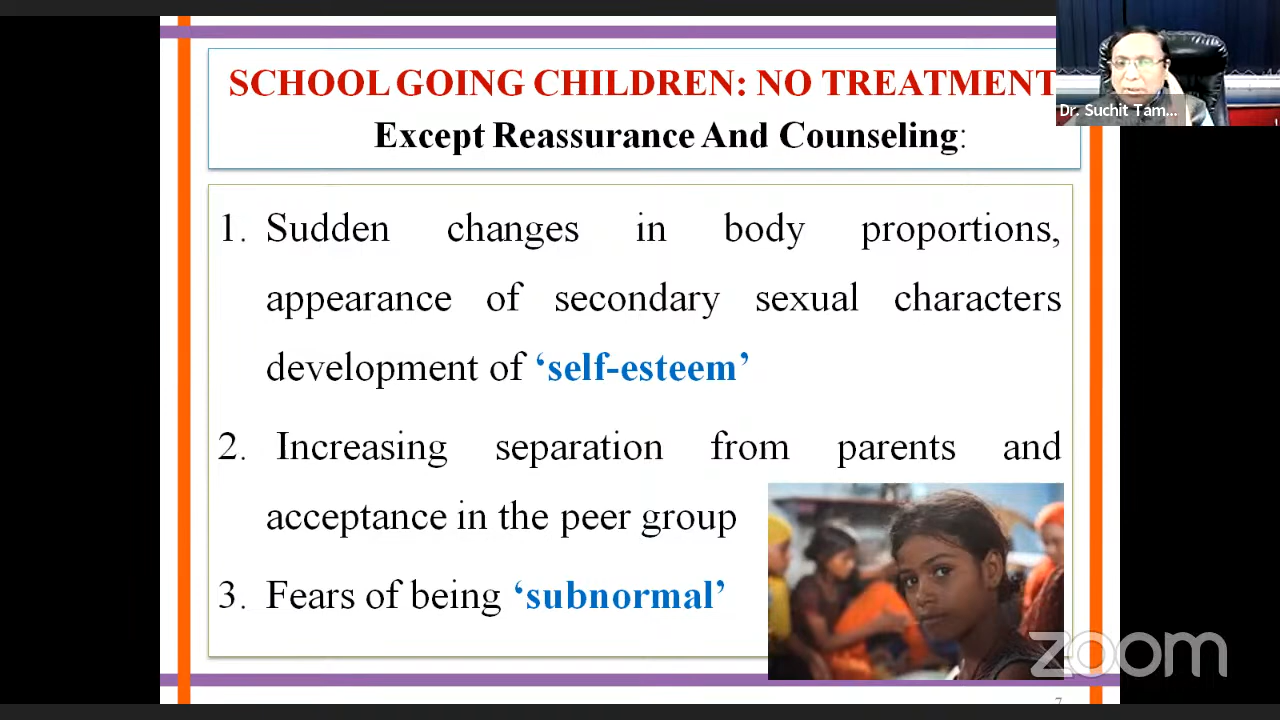 SCHOOL GOING CHILDREN: NO TREATMENT
Except Reassurance And Counseling:
Dr. Suchit Tam...
1. Sudden changes in body proportions,
appearance of secondary sexual characters
development of ‘self-esteem’
2. Increasing separation from parents and
acceptance in the peer group
3. Fears of being ‘subnormal’
zoom
7